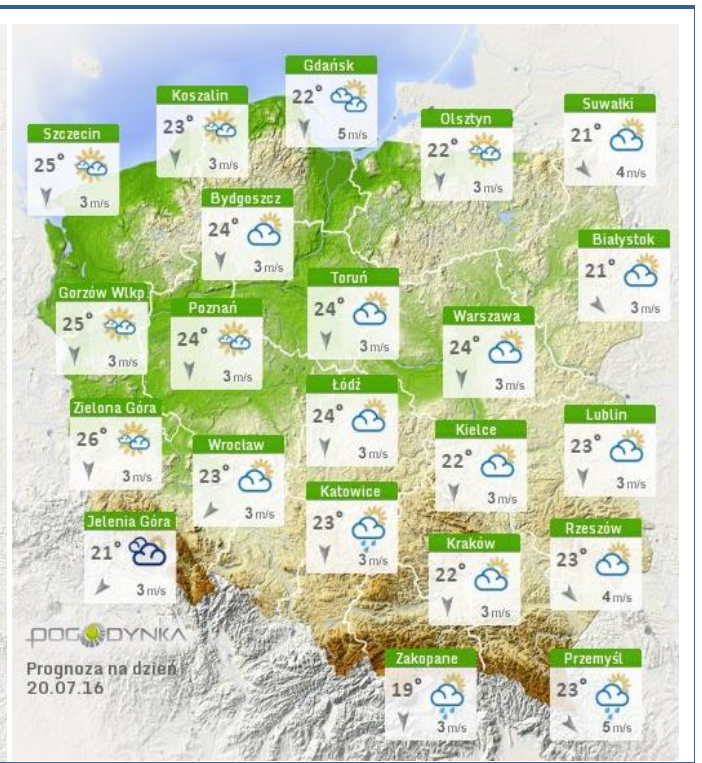 Gdańsk
22°
5 m/s
Koszalin
23°
3 m/s
Suwałki
21°
4 m/s
Olsztyn
22°
3 m/s
Szczecin
25°
3 m/s
Bydgoszcz
24°
3 m/s
Białystok
21°
3 m/s
Toruń
24°
3 m/s
Gorzów Wlkp
25°
3 m/s
Poznań
24°
3 m/s
Warszawa
24°
3 m/s
Łódź
24°
3 m/s
Zielona Góra
26°
3 m/s
Lublin
23°
3 m/s
Kielce
22°
3 m/s
Wrocław
23°
3 m/s
Katowice
23°
3 m/s
Jelenia Góra
21°
3 m/s
Rzeszów
23°
4 m/s
Kraków
22°
3 m/s
POGODYNKA
Prognoza na dzień
20.07.16
Zakopane
19°
3 m/s
Przemyśl
23°
5 m/s